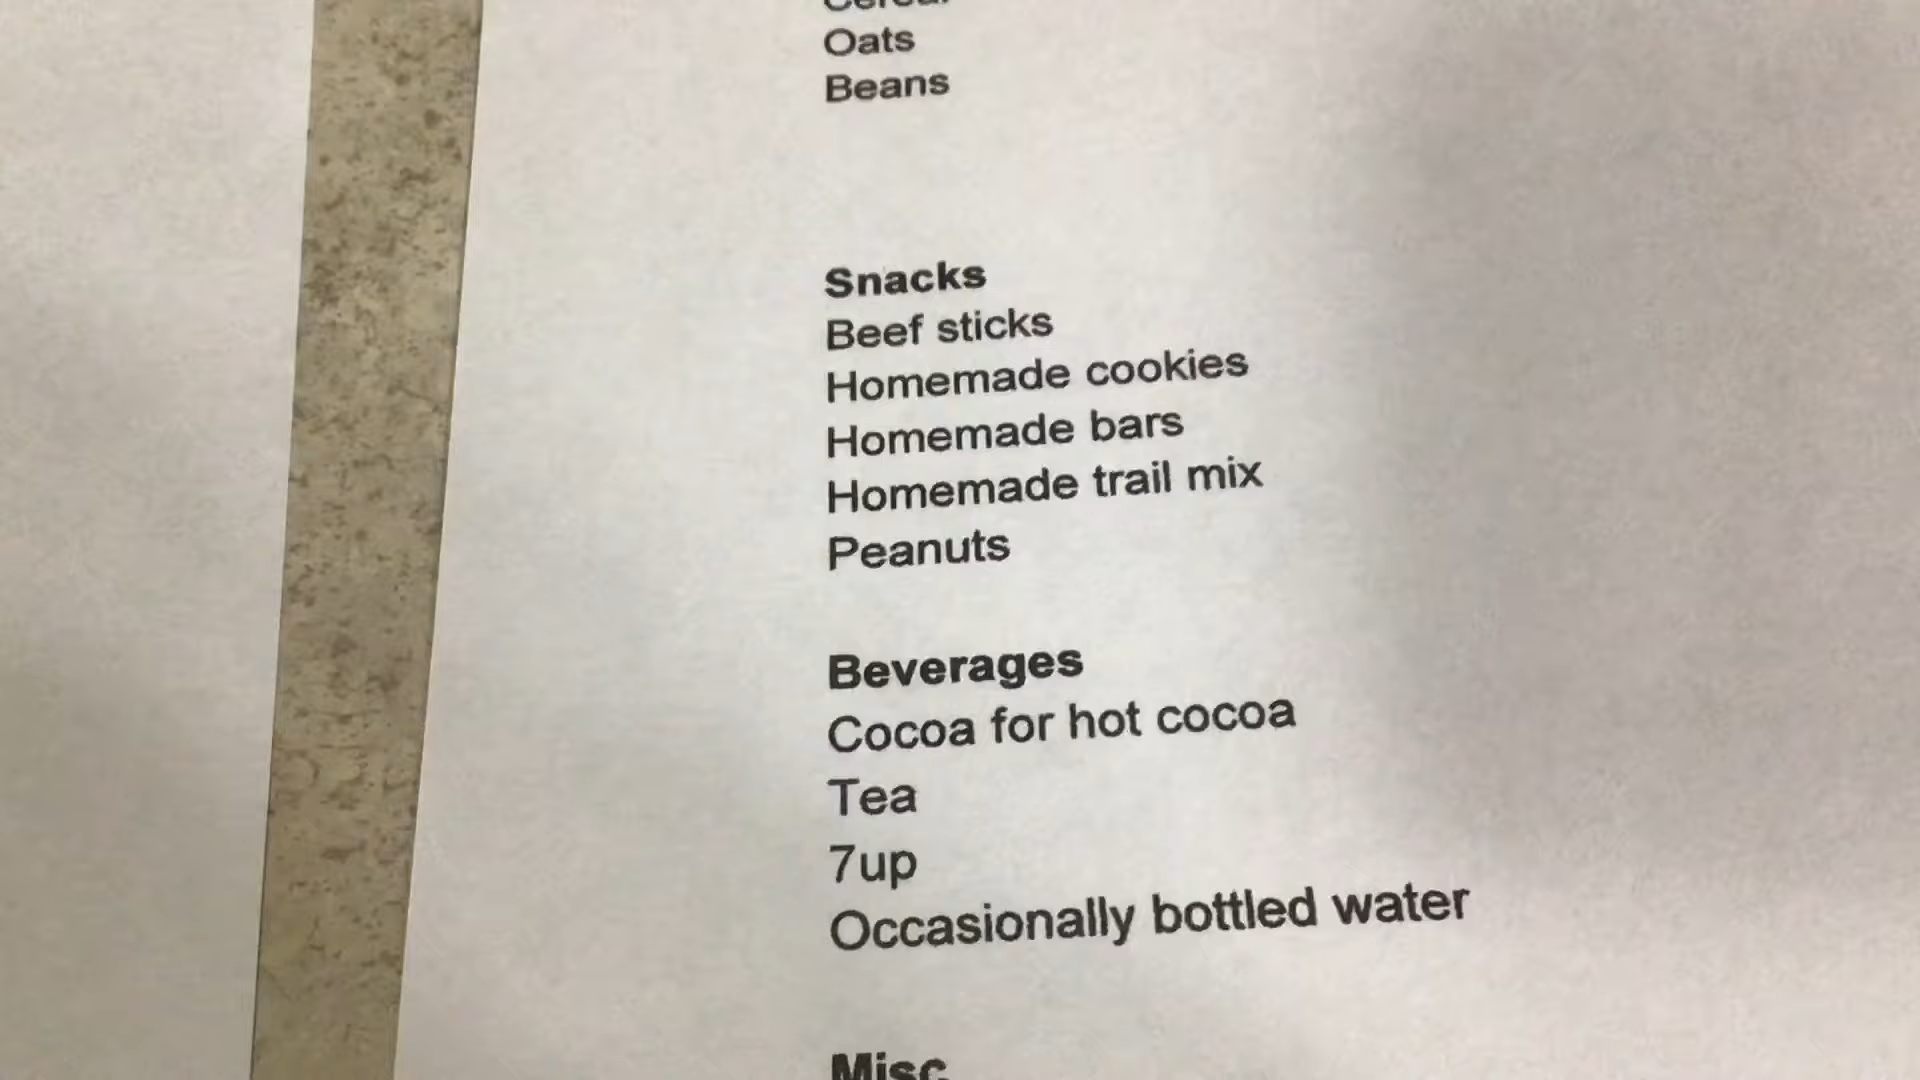 Cereal
Oats
Beans
Snacks
Beef sticks
Homemade cookies
Homemade bars
Homemade trail mix
Peanuts
Beverages
Cocoa for hot cocoa
Tea
7up
Occasionally bottled water
Misc